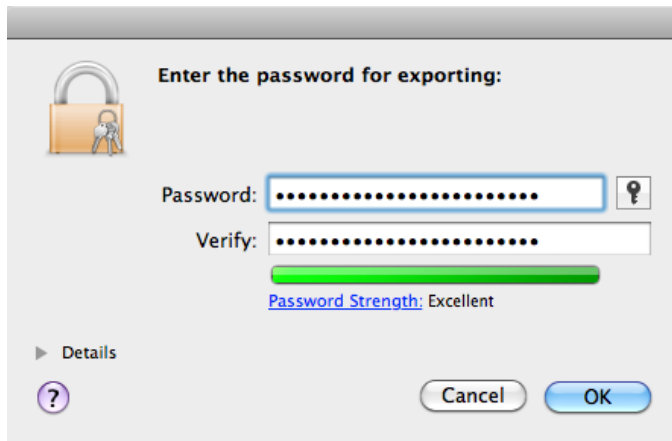 Enter the password for exporting:
Password: ••••••••••••••••••••••••
Verify: ••••••••••••••••••••••••
Password Strength: Excellent
Details
? Cancel OK